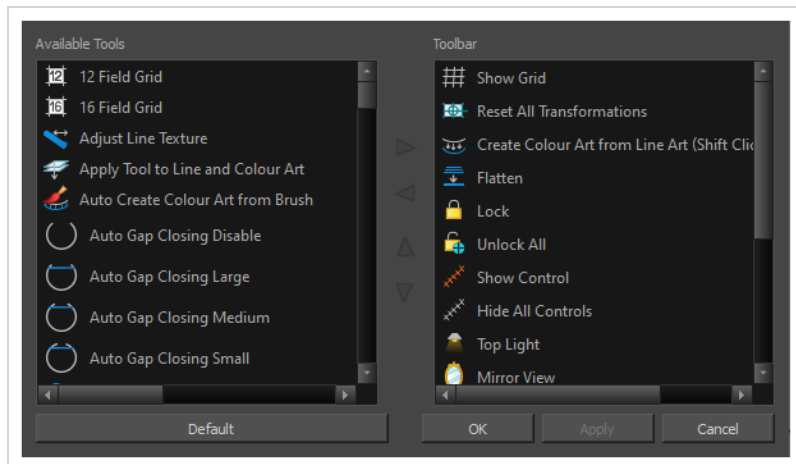 Available Tools
12 12 Field Grid
16 16 Field Grid
Adjust Line Texture
Apply Tool to Line and Colour Art
Auto Create Colour Art from Brush
Auto Gap Closing Disable
Auto Gap Closing Large
Auto Gap Closing Medium
Auto Gap Closing Small
Default
Toolbar
Show Grid
Reset All Transformations
Create Colour Art from Line Art (Shift Clic
Flatten
Lock
Unlock All
Show Control
Hide All Controls
Top Light
Mirror View
OK
Apply
Cancel